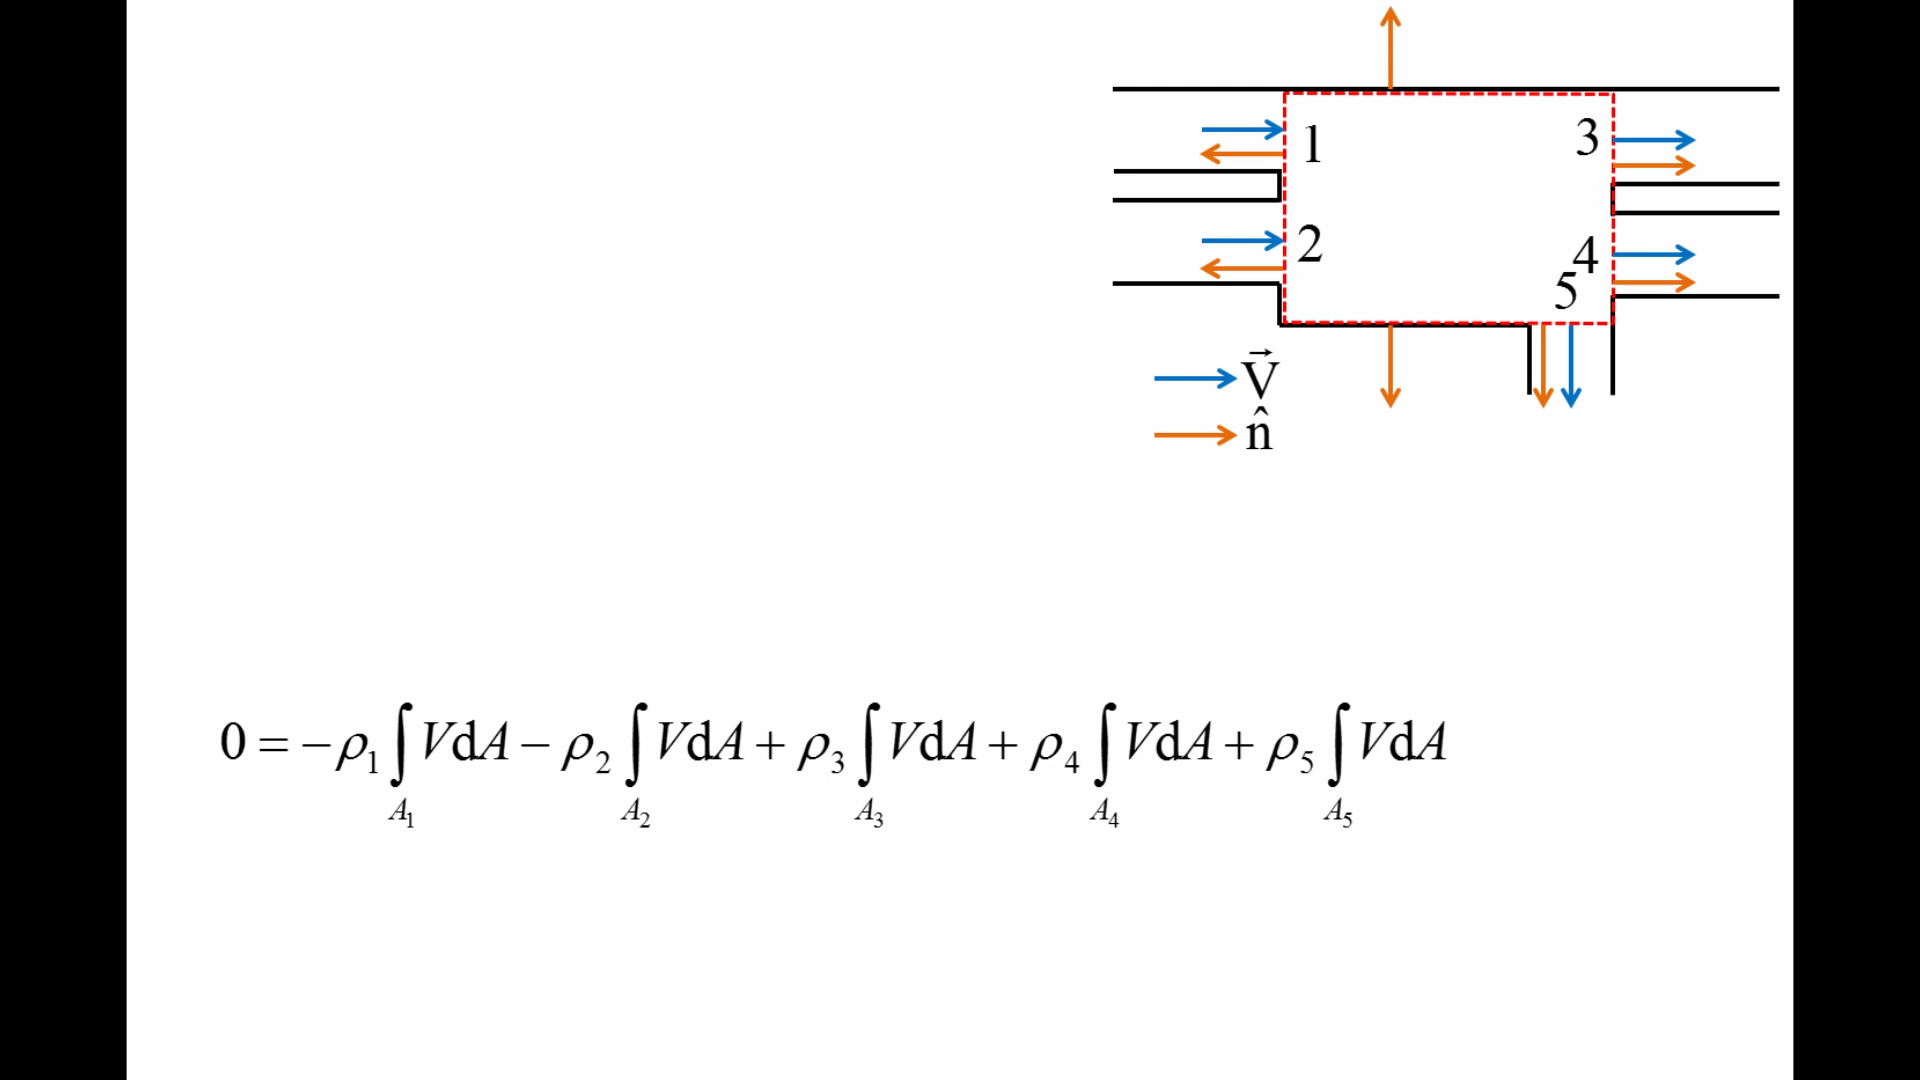 1
3
2
4
5
V⃗
n̂
0 = −ρ₁∫VdA − ρ₂∫VdA + ρ₃∫VdA + ρ₄∫VdA + ρ₅∫VdA
A₁ A₂ A₃ A₄ A₅